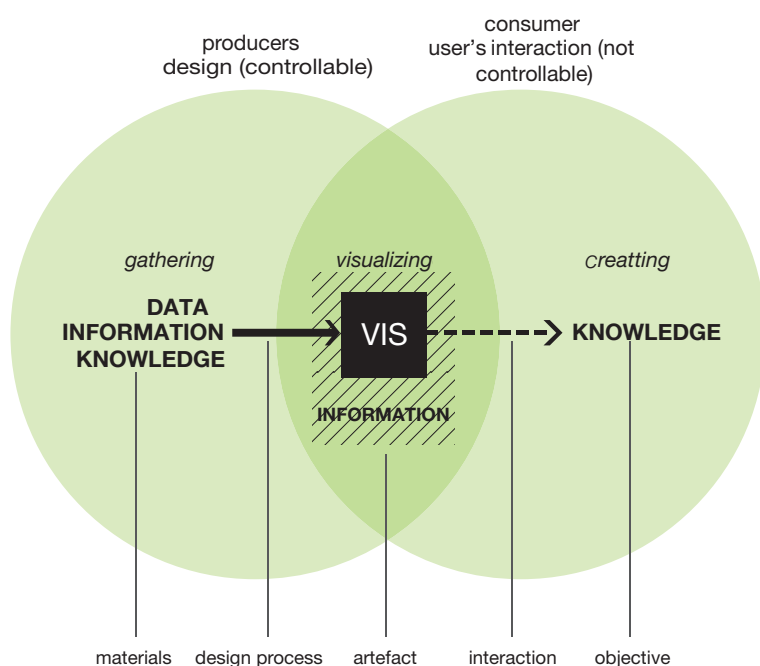 producers
design (controllable)
consumer
user's interaction (not
controllable)
gathering
visualizing
creatting
DATA
INFORMATION
KNOWLEDGE
VIS
KNOWLEDGE
INFORMATION
materials
design process
artefact
interaction
objective